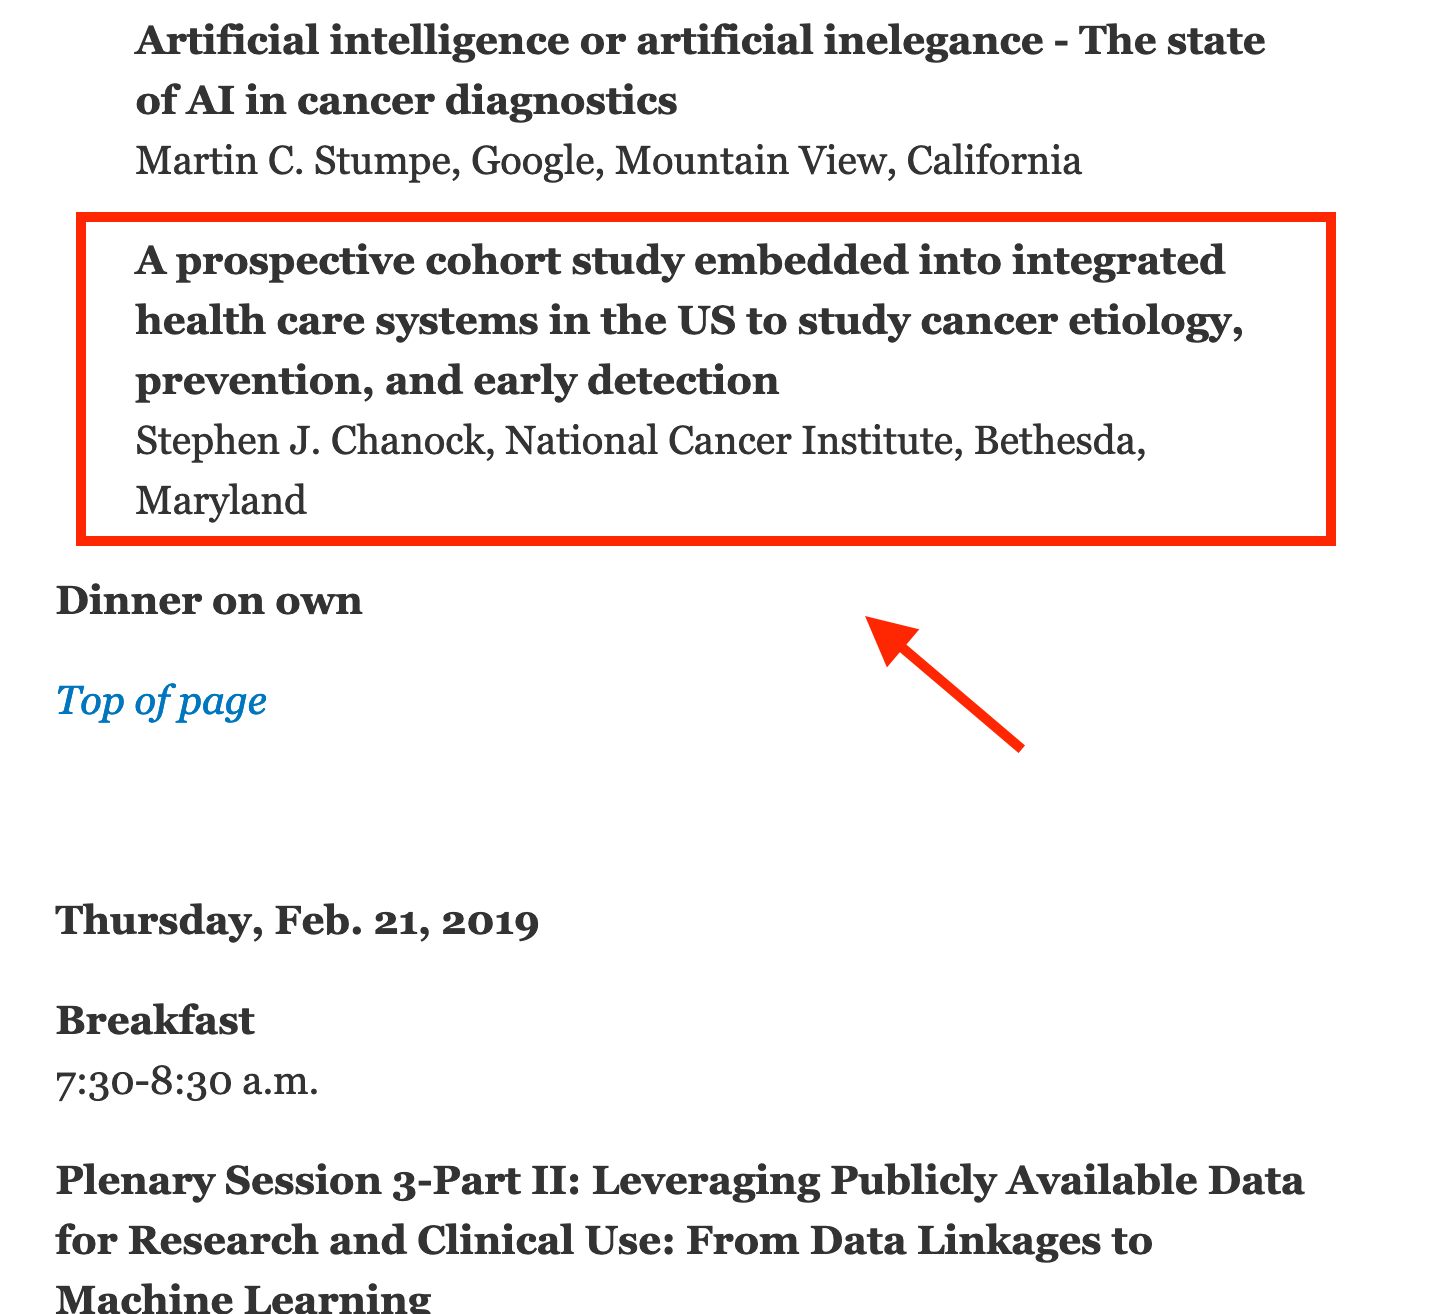 Artificial intelligence or artificial inelegance - The state
of AI in cancer diagnostics
Martin C. Stumpe, Google, Mountain View, California
A prospective cohort study embedded into integrated
health care systems in the US to study cancer etiology,
prevention, and early detection
Stephen J. Chanock, National Cancer Institute, Bethesda,
Maryland
Dinner on own
Top of page
Thursday, Feb. 21, 2019
Breakfast
7:30-8:30 a.m.
Plenary Session 3-Part II: Leveraging Publicly Available Data
for Research and Clinical Use: From Data Linkages to
Machine Learning